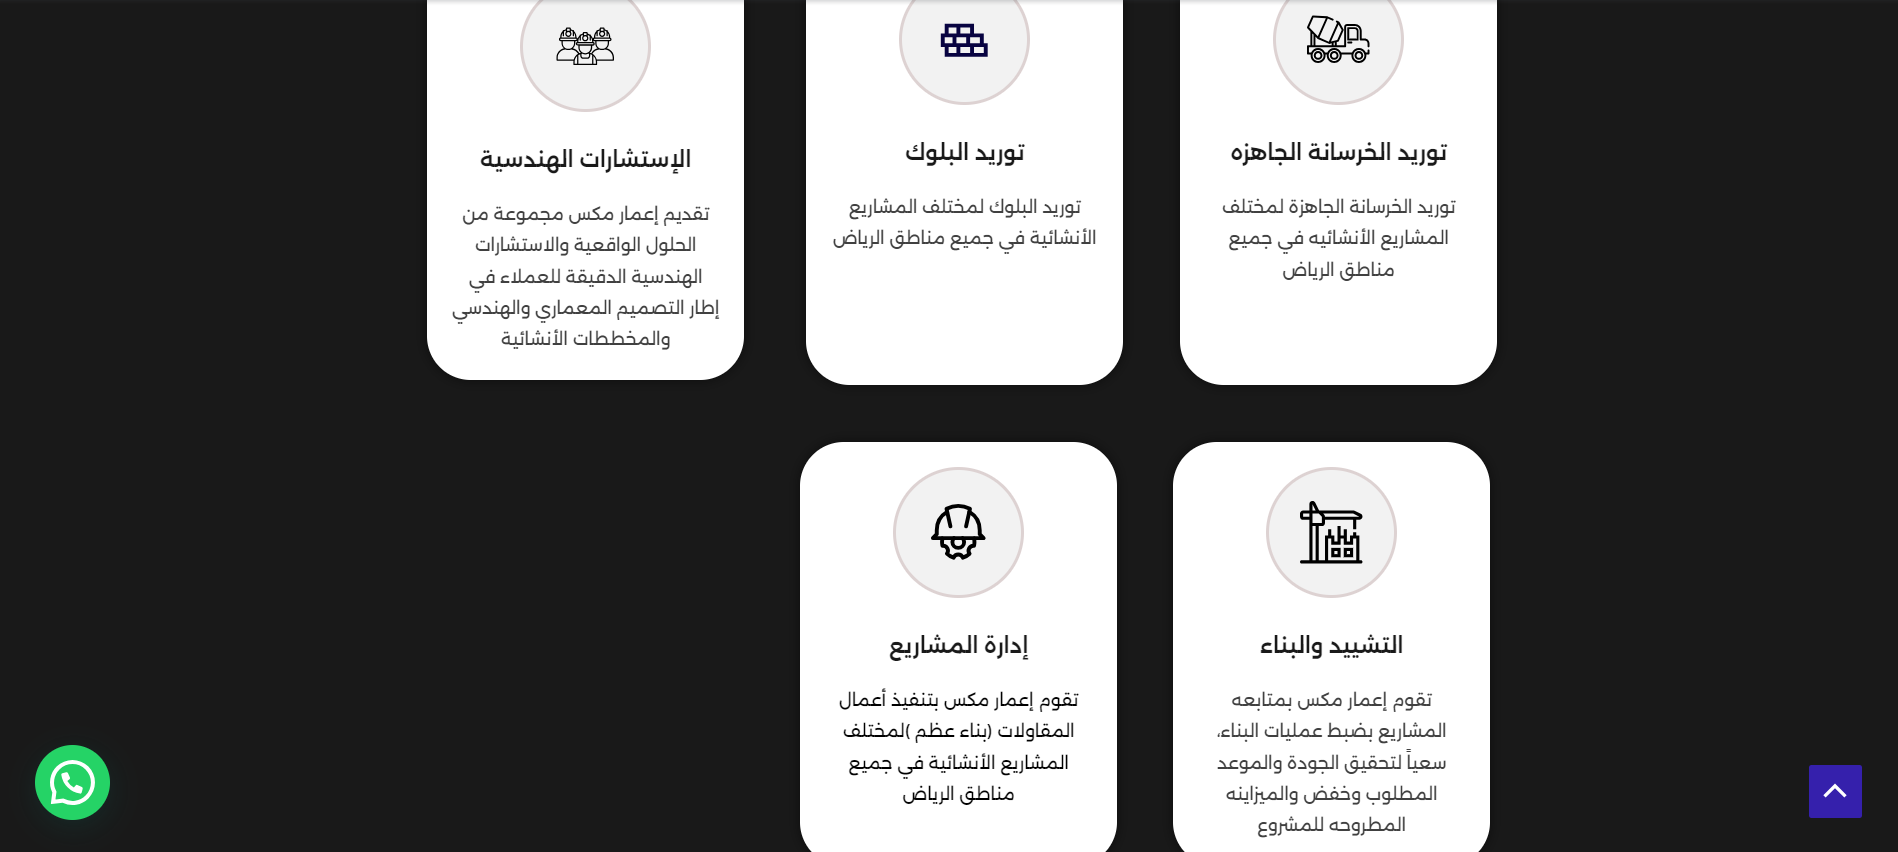 توريد الخرسانة الجاهزه
توريد الخرسانة الجاهزة لمختلف
المشاريع الأنشائيه في جميع
مناطق الرياض
توريد البلوك
توريد البلوك لمختلف المشاريع
الأنشائية في جميع مناطق الرياض
الإستشارات الهندسية
تقديم إعمار مكس مجموعة من
الحلول الواقعية والاستشارات
الهندسية الدقيقة للعملاء في
إطار التصميم المعماري والهندسي
والمخططات الأنشائية
التشييد والبناء
تقوم إعمار مكس بمتابعه
المشاريع بضبط عمليات البناء،
سعياً لتحقيق الجودة والموعد
المطلوب وخفض والميزاينه
المطروحه للمشروع
إدارة المشاريع
تقوم إعمار مكس بتنفيذ أعمال
المقاولات (بناء عظم )لمختلف
المشاريع الأنشائية في جميع
مناطق الرياض